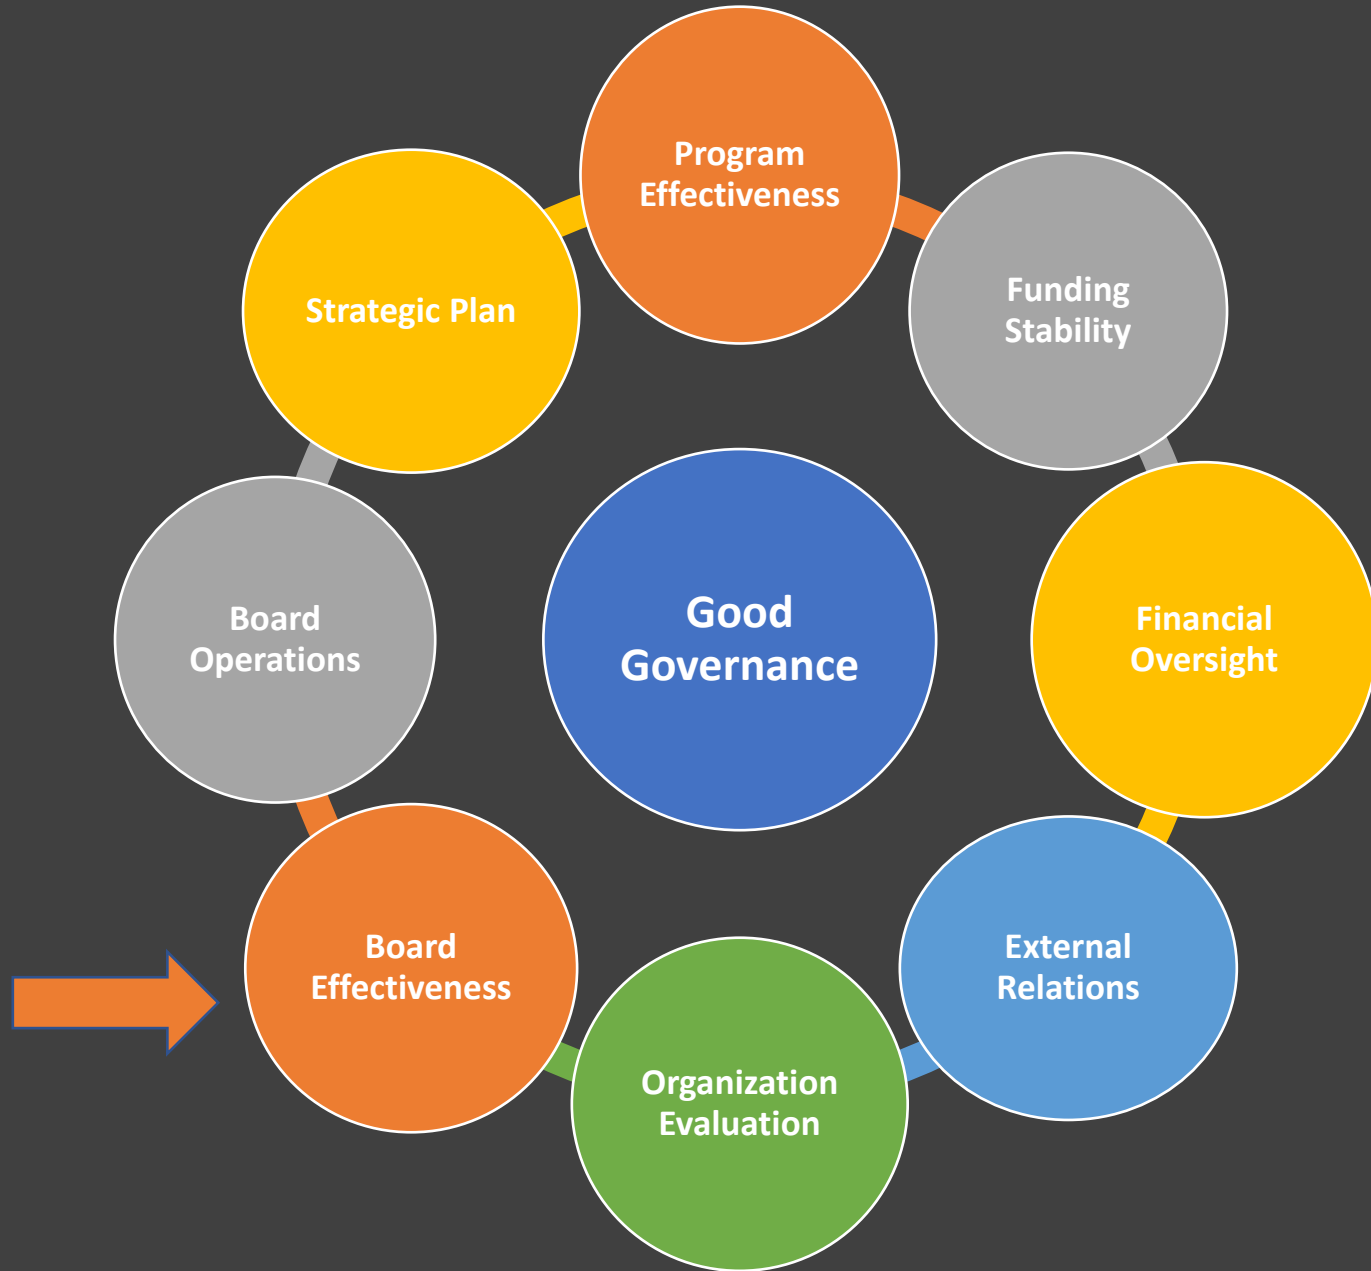 Program
Effectiveness
Funding
Stability
Strategic Plan
Good
Governance
Board
Operations
Financial
Oversight
Board
Effectiveness
External
Relations
Organization
Evaluation